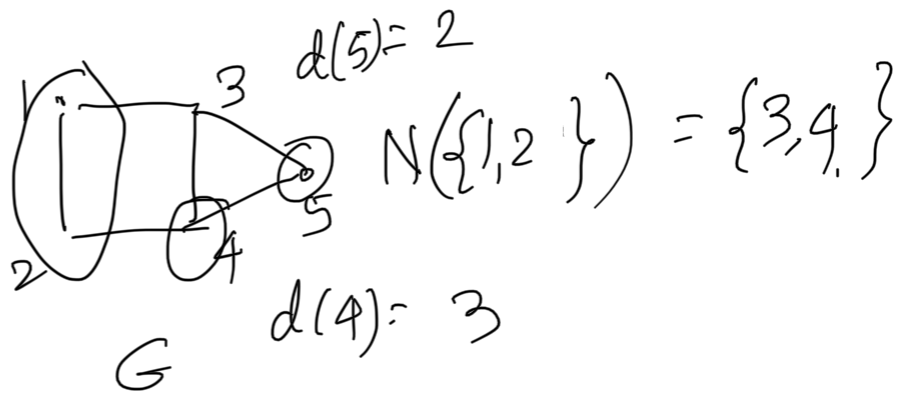 d(5)= 2
1
3
N({1,2 }) = {3,4, }
5
2
4
d(4)= 3
G